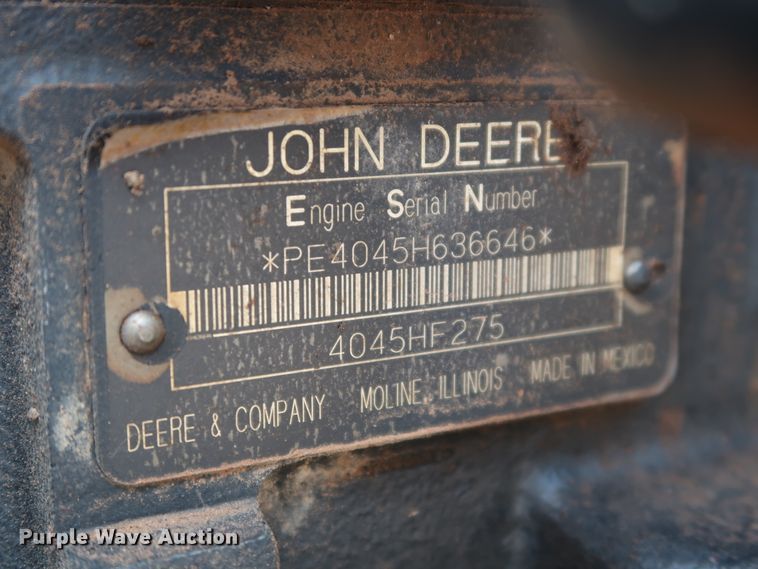 JOHN DEERE
Engine Serial Number
*PE4045H636646*
4045HF275
DEERE & COMPANY MOLINE, ILLINOIS MADE IN MEXICO
Purple Wave Auction